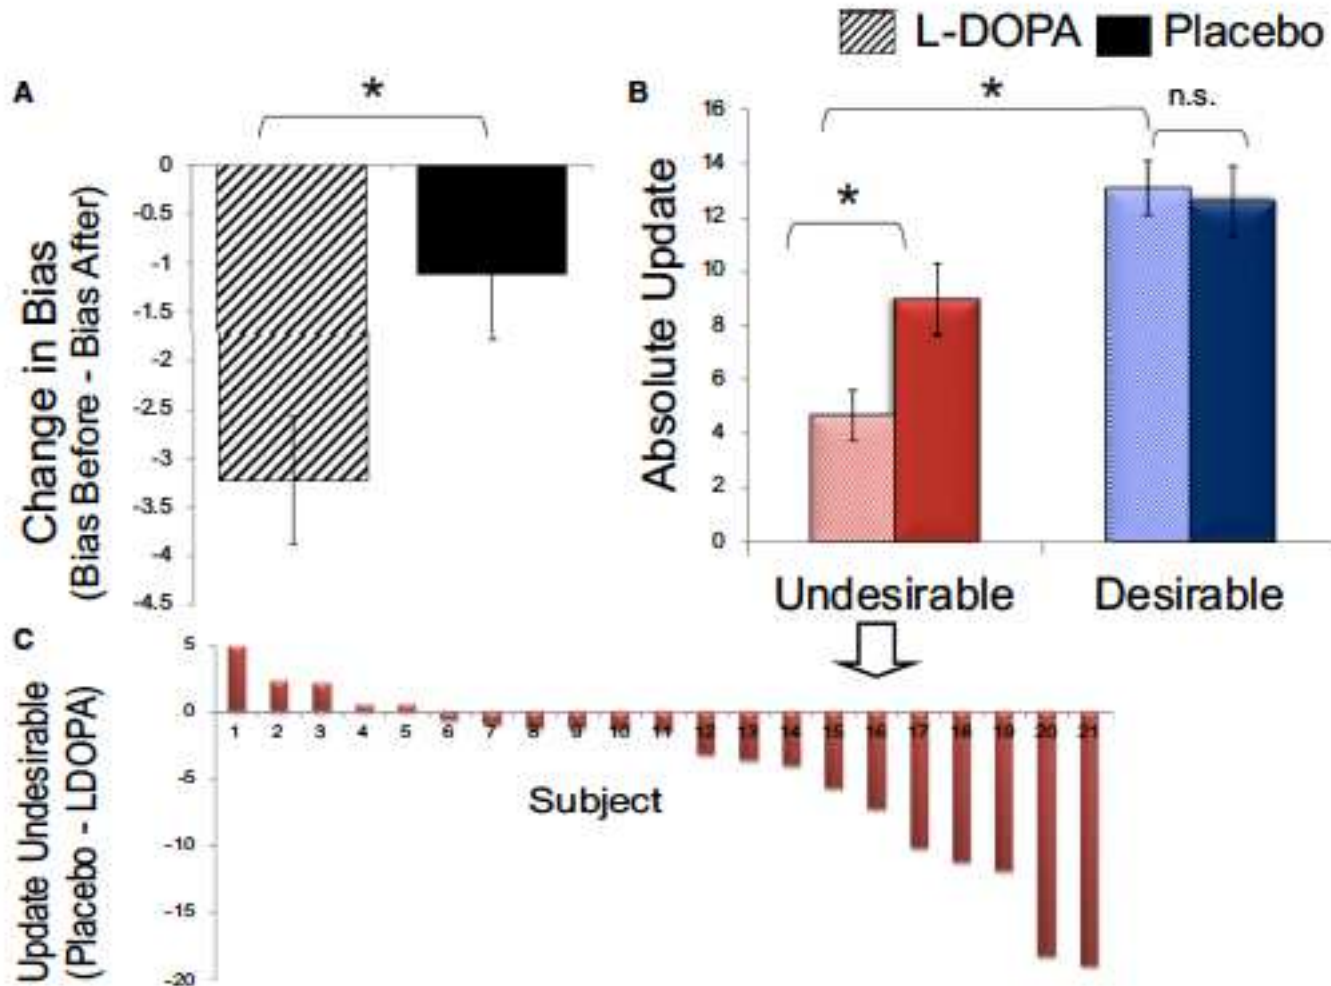 L-DOPA Placebo
A
*
0
-0.5
-1
-1.5
-2
-2.5
-3
-3.5
-4
-4.5
Change in Bias
(Bias Before - Bias After)
B
*
n.s.
*
16
14
12
10
8
6
4
2
0
Absolute Update
Undesirable Desirable
C
5
0
-5
-10
-15
-20
1 2 3 4 5 6 7 8 9 10 11 12 13 14 15 16 17 18 19 20 21
Subject
Update Undesirable
(Placebo - LDOPA)